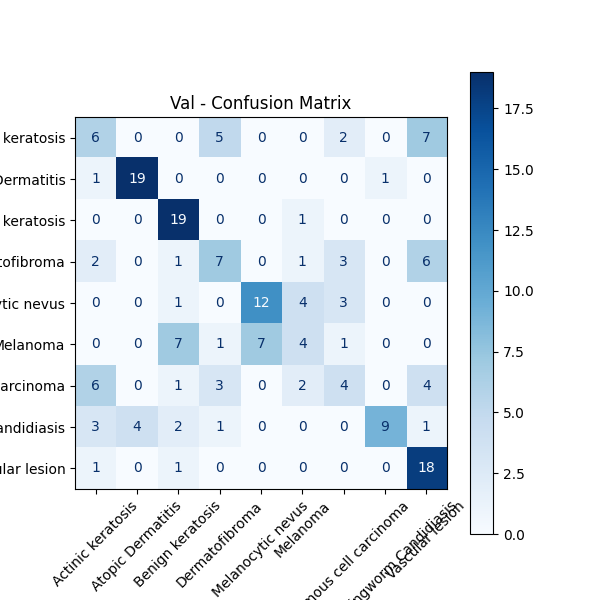 Val - Confusion Matrix
keratosis 6 0 0 5 0 0 2 0 7
Dermatitis 1 19 0 0 0 0 0 1 0
keratosis 0 0 19 0 0 1 0 0 0
tofibroma 2 0 1 7 0 1 3 0 6
ytic nevus 0 0 1 0 12 4 3 0 0
Melanoma 0 0 7 1 7 4 1 0 0
arcinoma 6 0 1 3 0 2 4 0 4
andidiasis 3 4 2 1 0 0 0 9 1
ular lesion 1 0 1 0 0 0 0 0 18
Actinic keratosis
Atopic Dermatitis
Benign keratosis
Dermatofibroma
Melanocytic nevus
Melanoma
mous cell carcinoma
ngworm Candidiasis
Vascular lesion
17.5
15.0
12.5
10.0
7.5
5.0
2.5
0.0